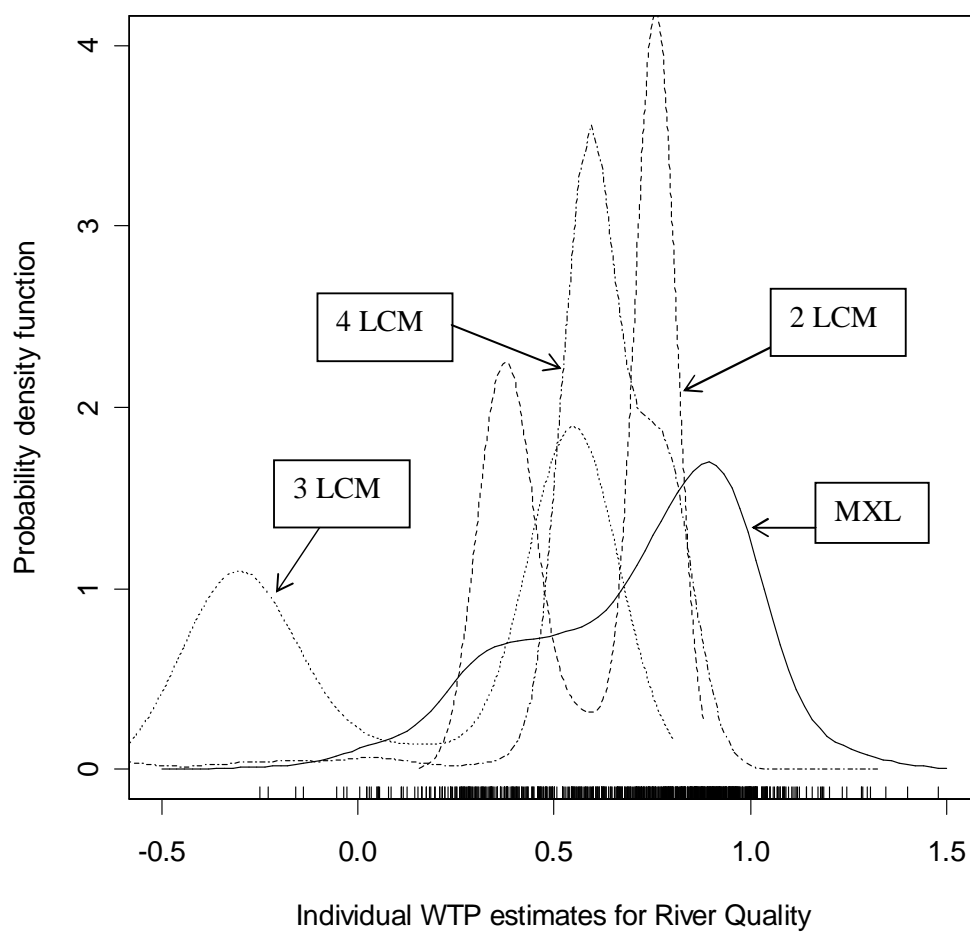 4
3
2
1
0
Probability density function
4 LCM
2 LCM
3 LCM
MXL
-0.5 0.0 0.5 1.0 1.5
Individual WTP estimates for River Quality